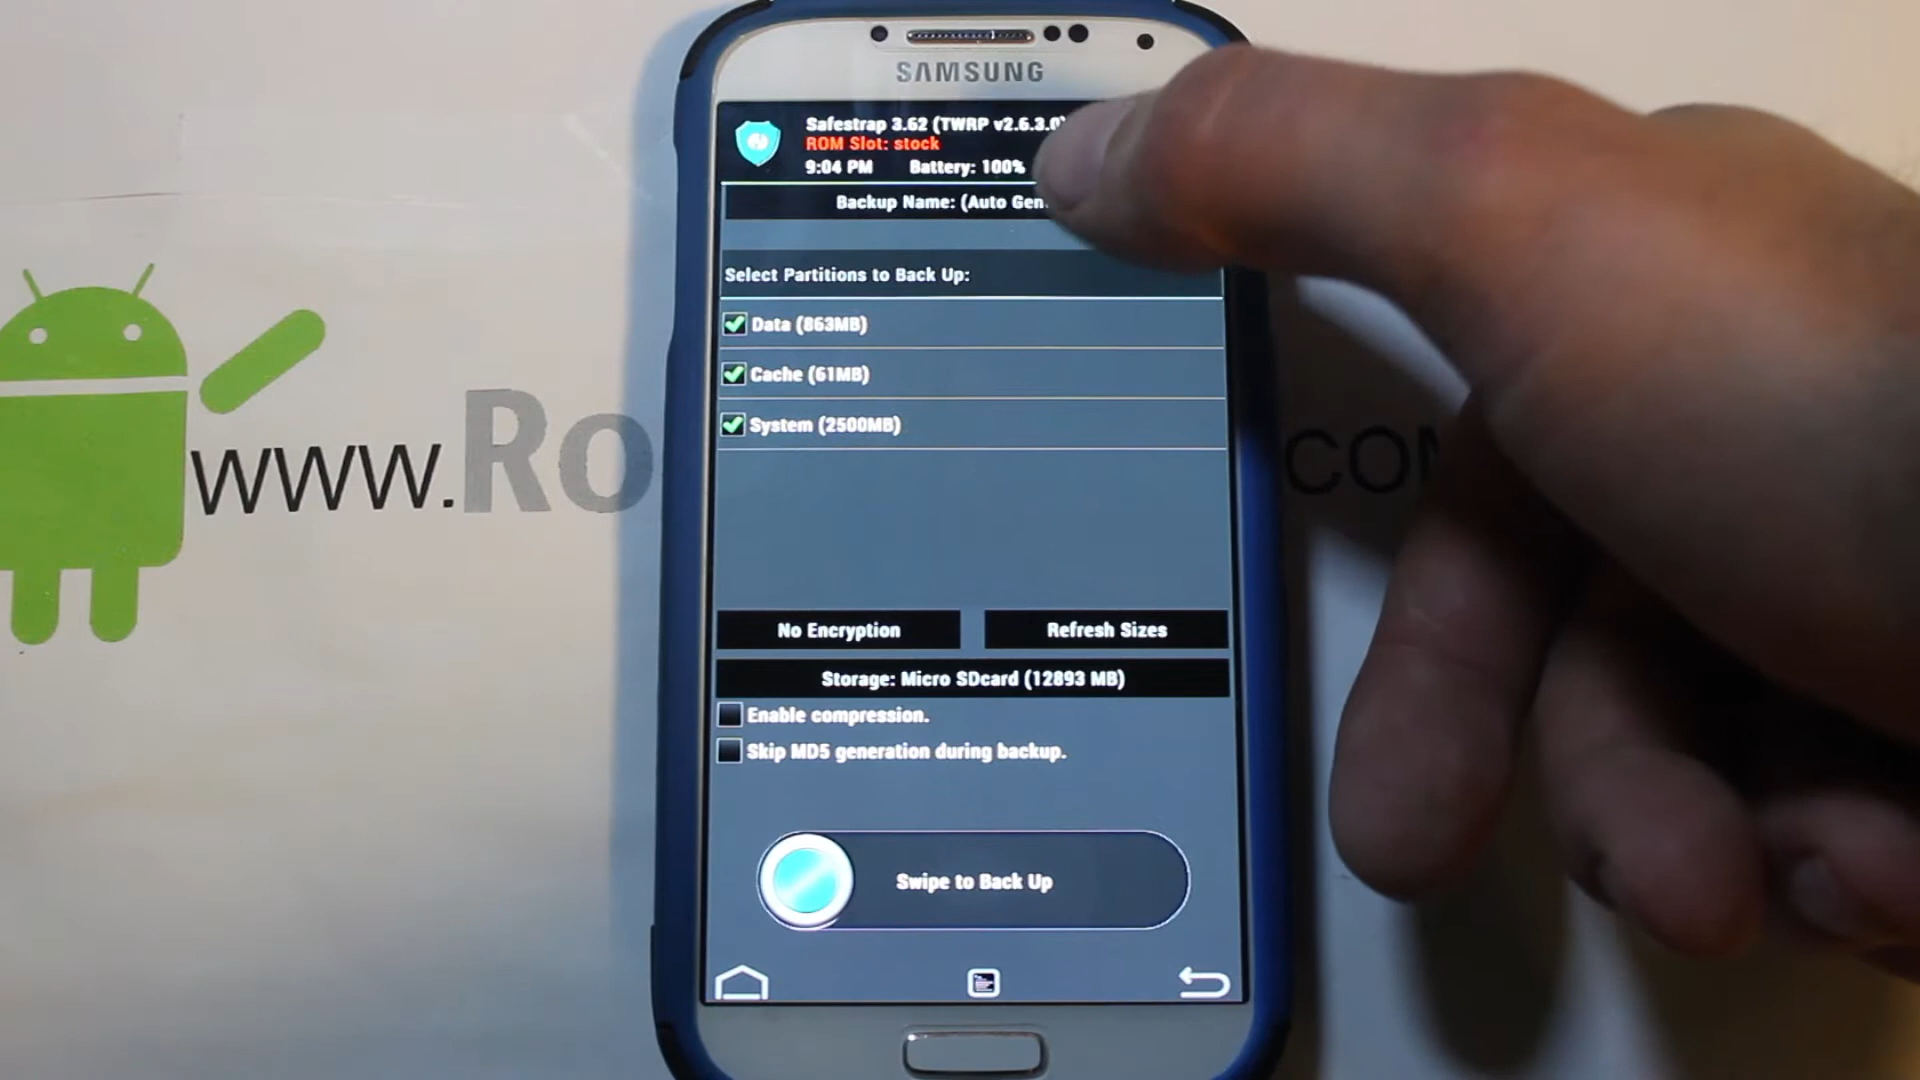 SAMSUNG
Safestrap 3.62 (TWRP v2.6.3.0)
ROM Slot: stock
9:04 PM Battery: 100%
Backup Name: (Auto Gen
Select Partitions to Back Up:
Data (863MB)
Cache (61MB)
System (2500MB)
No Encryption
Refresh Sizes
Storage: Micro SDcard (12893 MB)
Enable compression.
Skip MD5 generation during backup.
Swipe to Back Up
www.Ro
COM